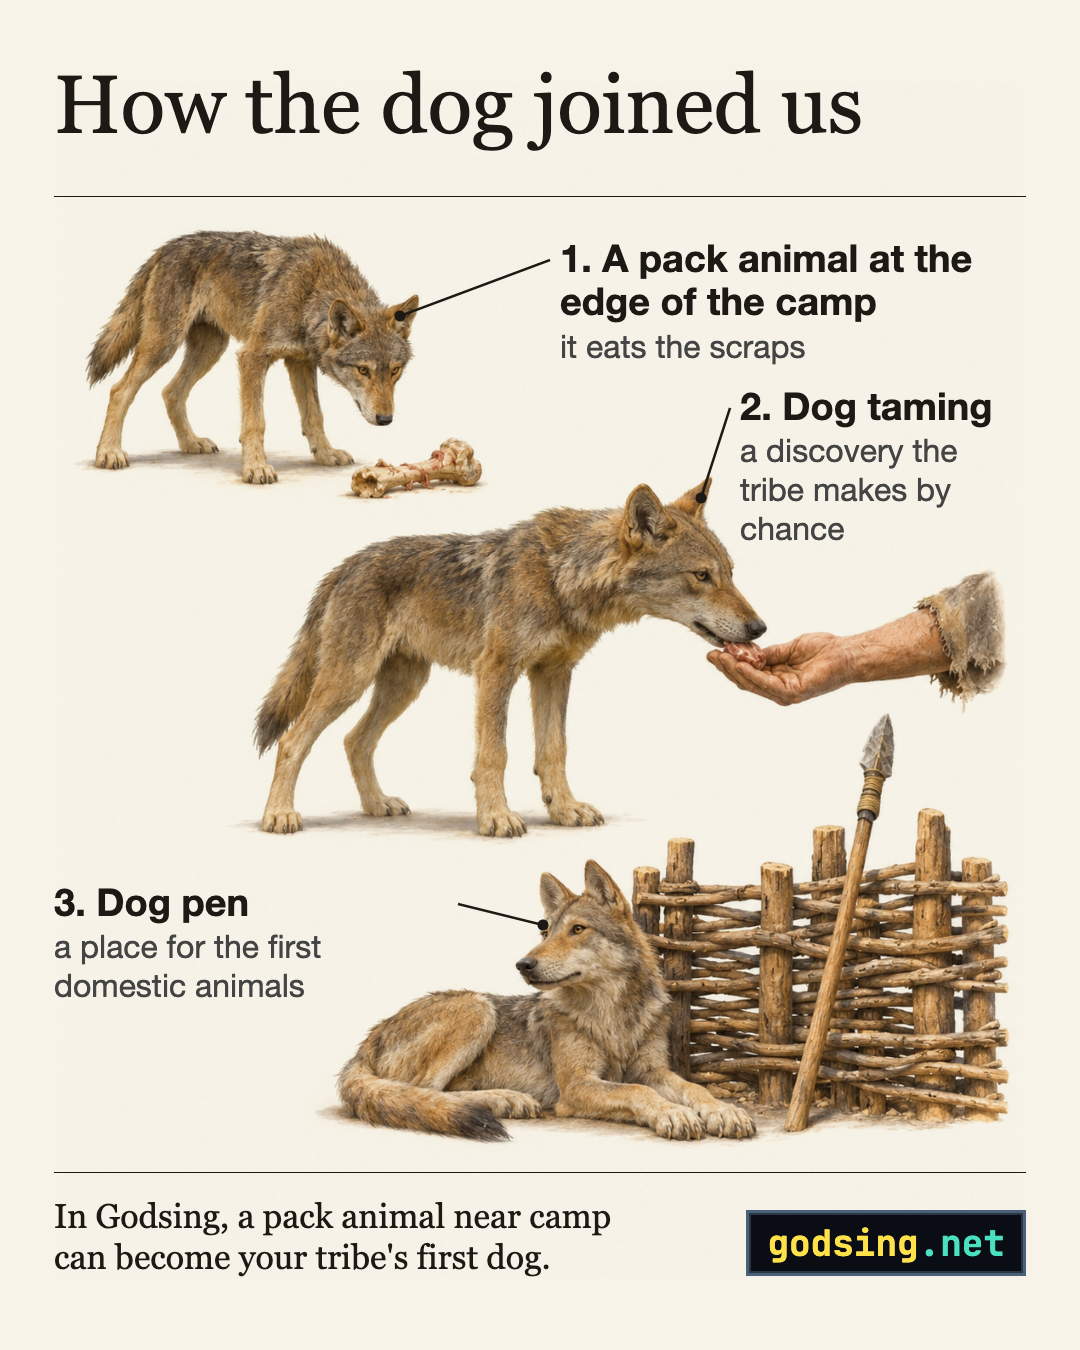 How the dog joined us
1. A pack animal at the
edge of the camp
it eats the scraps
2. Dog taming
a discovery the
tribe makes by
chance
3. Dog pen
a place for the first
domestic animals
In Godsing, a pack animal near camp
can become your tribe's first dog.
godsing.net